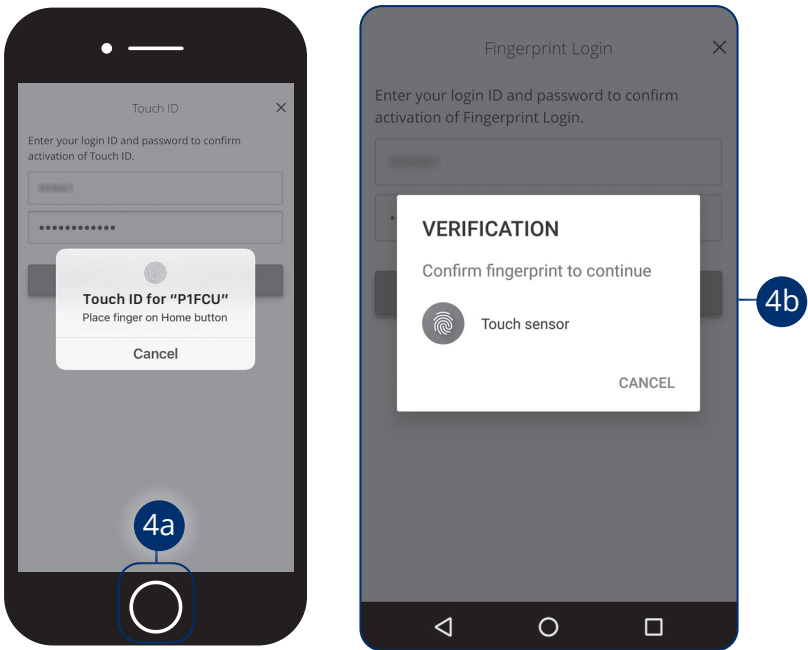 Touch ID
Enter your login ID and password to confirm
activation of Touch ID.
Touch ID for “P1FCU”
Place finger on Home button
Cancel
4a
Fingerprint Login
Enter your login ID and password to confirm
activation of Fingerprint Login.
VERIFICATION
Confirm fingerprint to continue
Touch sensor
CANCEL
4b